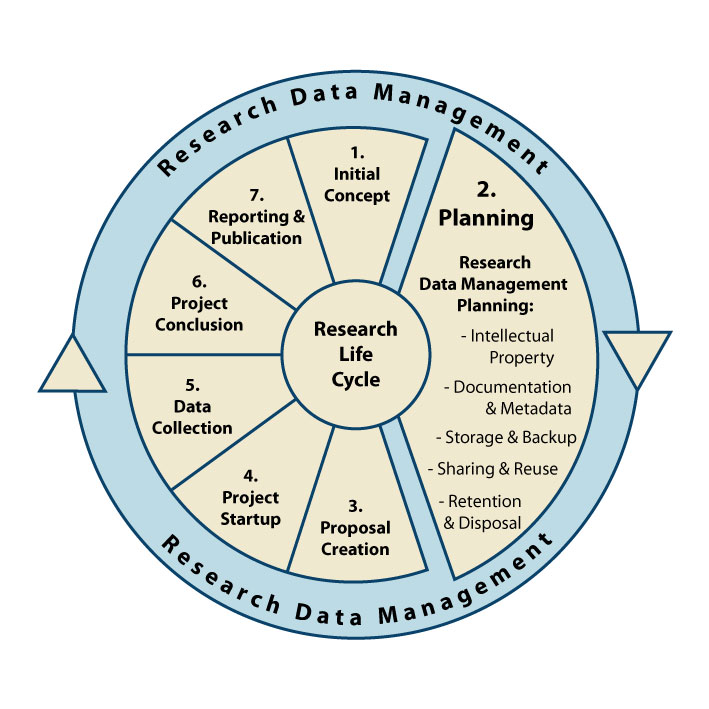 Research Data Management
1.
Initial
Concept
2.
Planning
Research
Data Management
Planning:
- Intellectual
Property
- Documentation
& Metadata
- Storage & Backup
- Sharing & Reuse
- Retention
& Disposal
3.
Proposal
Creation
4.
Project
Startup
5.
Data
Collection
6.
Project
Conclusion
7.
Reporting &
Publication
Research
Life
Cycle
Research Data Management